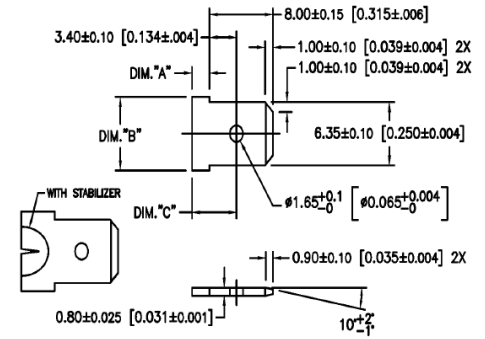 8.00±0.15 [0.315±.006]
3.40±0.10 [0.134±.004]
1.00±0.10 [0.039±0.004] 2X
DIM."A"
1.00±0.10 [0.039±0.004] 2X
DIM."B"
6.35±0.10 [0.250±0.004]
WITH STABILIZER
DIM."C"
ø1.65+0.1 -0 [ø0.065+0.004 -0]
0.90±0.10 [0.035±0.004] 2X
0.80±0.025 [0.031±0.001]
10°+2° -1°